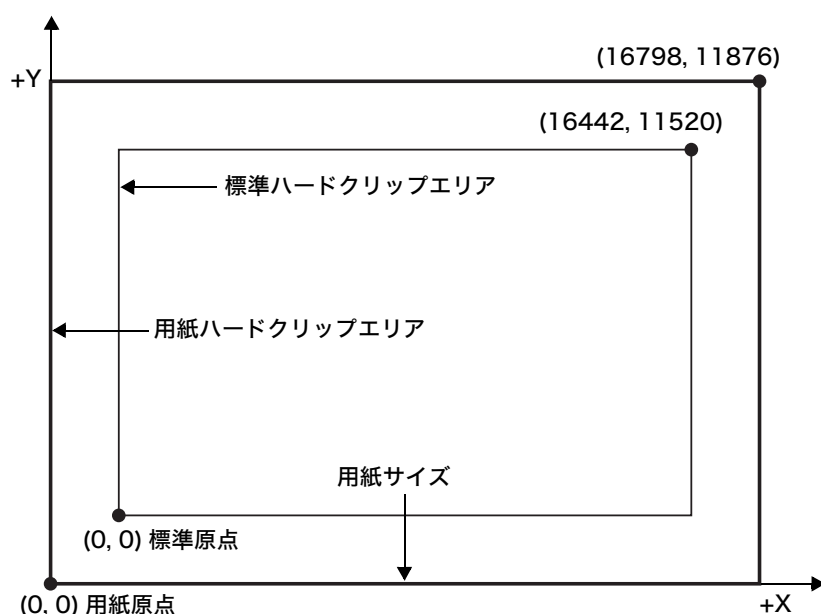 (16798, 11876)
+Y
(16442, 11520)
標準ハードクリップエリア
用紙ハードクリップエリア
用紙サイズ
(0, 0) 標準原点
(0, 0) 用紙原点
+X